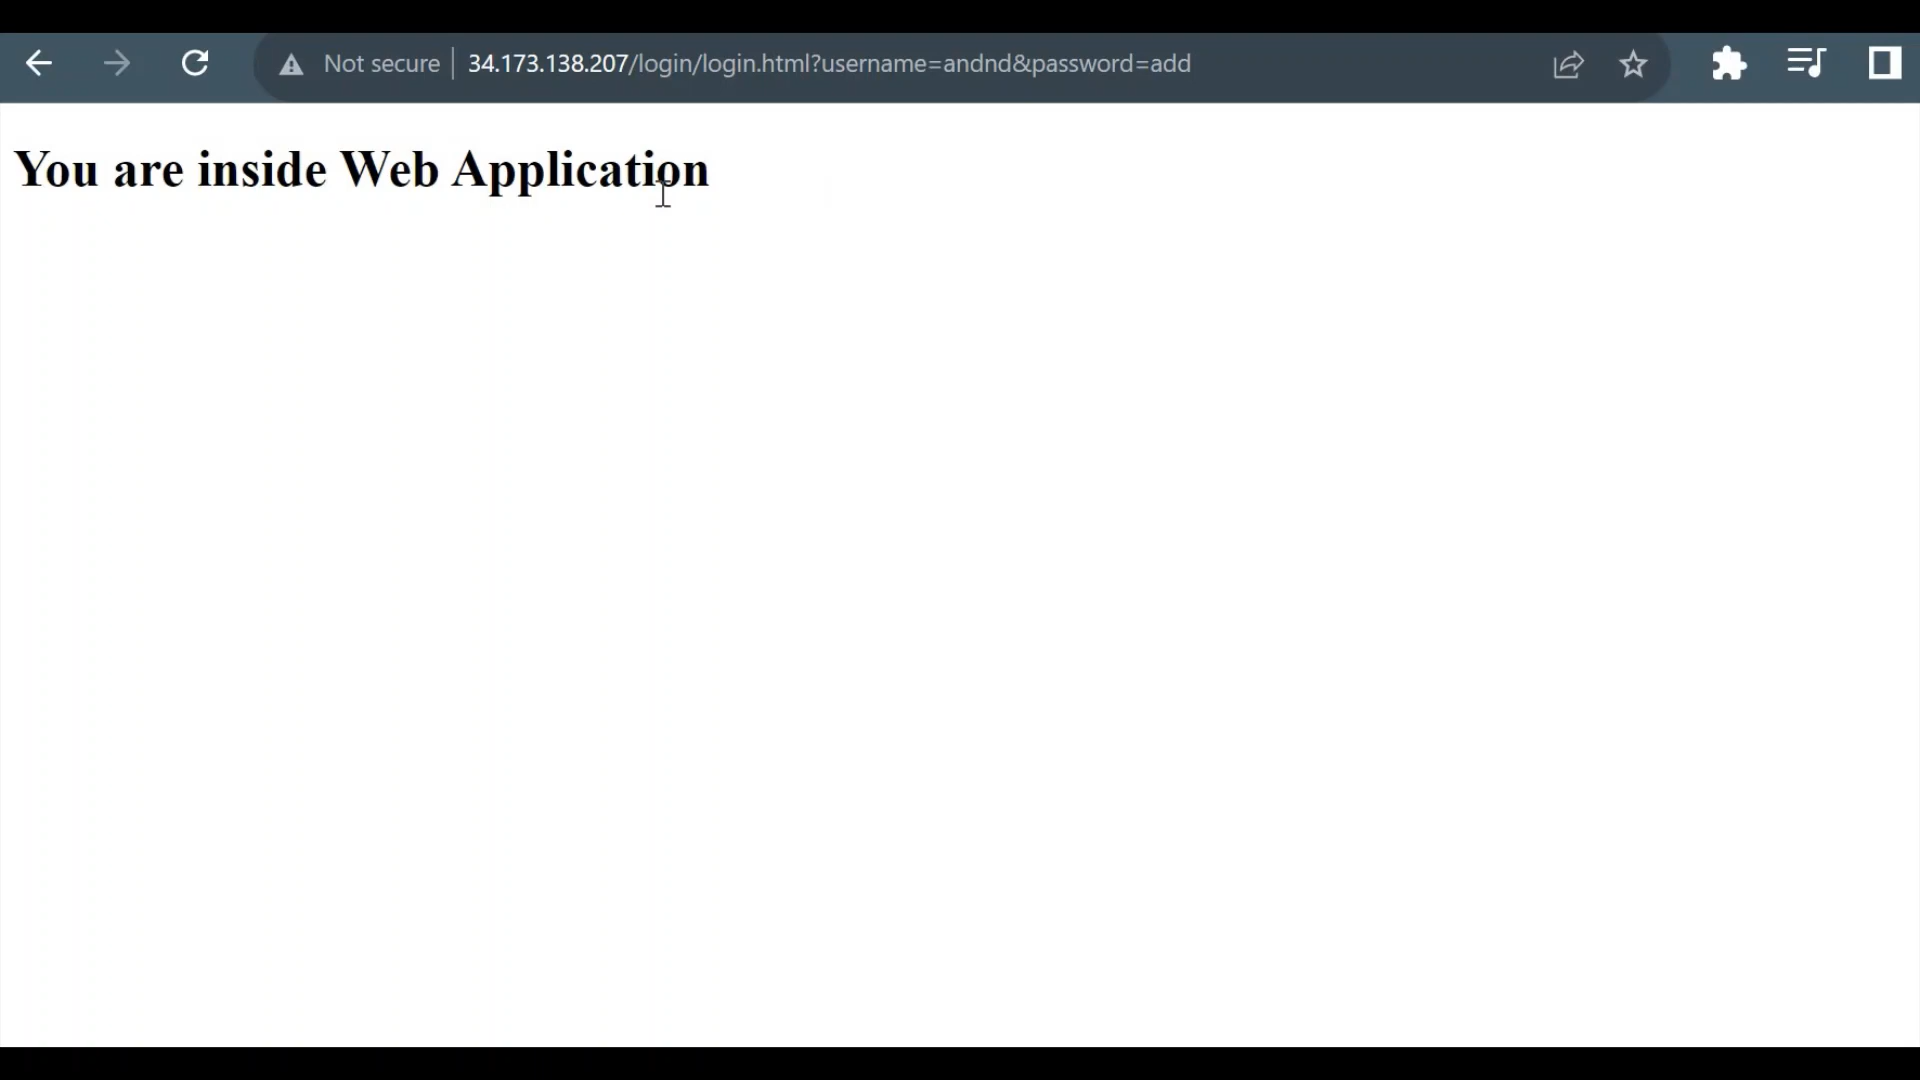 Not secure 34.173.138.207/login/login.html?username=andnd&password=add
You are inside Web Application